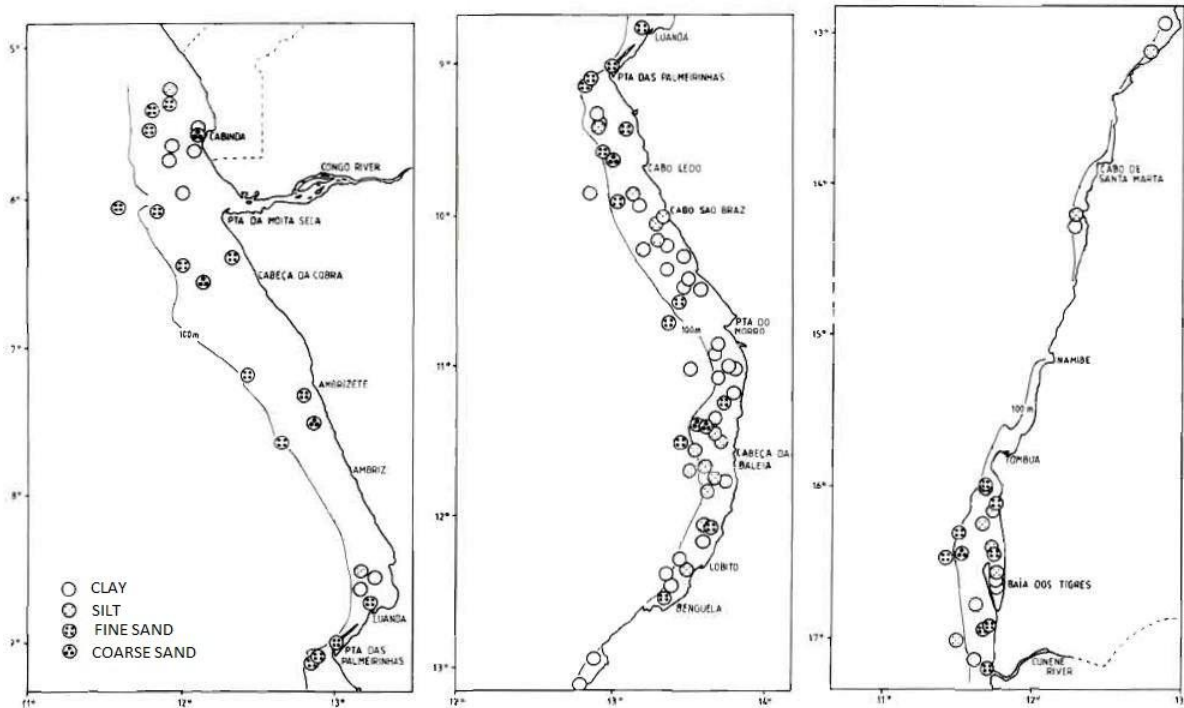 5°
6°
7°
8°
9°
11°
12°
13°
CABINDA
CONGO RIVER
PTA DA MOITA SECA
CABEÇA DA COBRA
100m
AMBRIZETE
AMBRIZ
LUANDA
PTA DAS
PALMEIRINHAS
CLAY
SILT
FINE SAND
COARSE SAND
9°
10°
11°
12°
13°
13°
14°
LUANDA
PTA DAS PALMEIRINHAS
CABO LEDO
CABO SAO BRAZ
100m
PTA DO
MORRO
CABEÇA DA
BALEIA
LOBITO
BENGUELA
13°
14°
15°
16°
17°
11°
12°
13
CABO DE
SANTA MARTA
NAMIBE
100 m
TOMBUA
BAÌA DOS TIGRES
CUNENE
RIVER